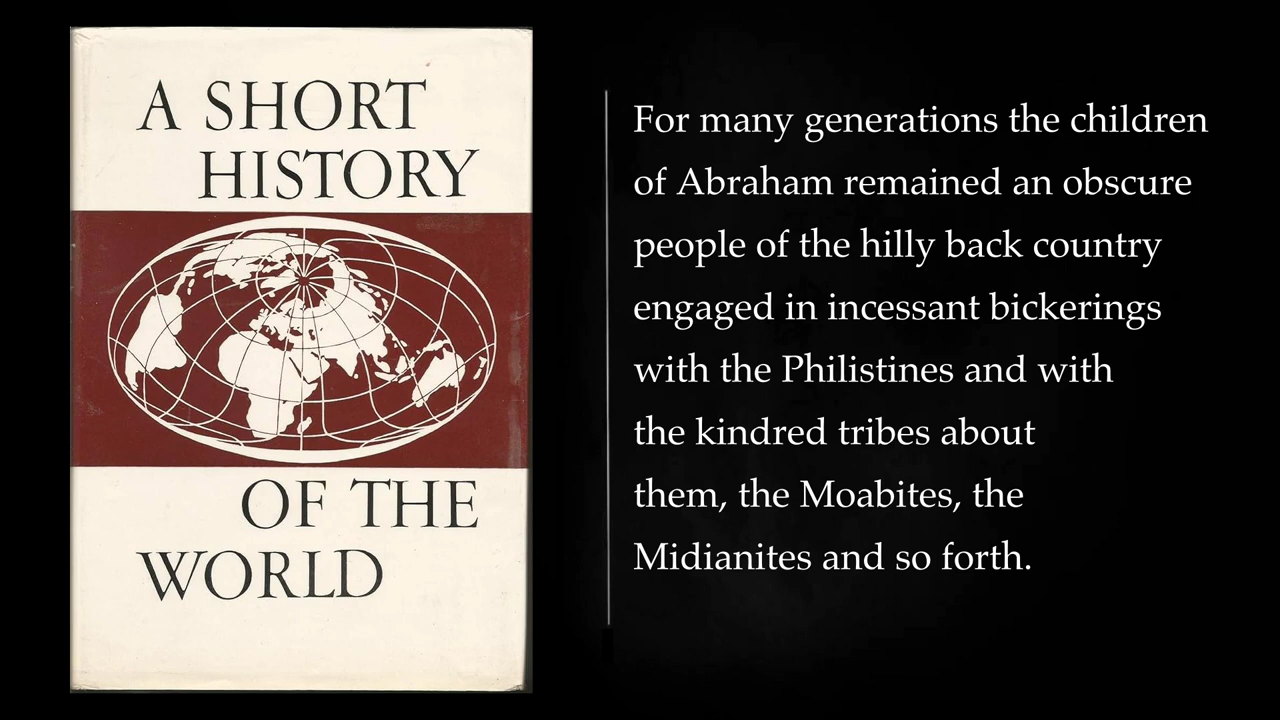 A SHORT
HISTORY
OF THE
WORLD
For many generations the children
of Abraham remained an obscure
people of the hilly back country
engaged in incessant bickerings
with the Philistines and with
the kindred tribes about
them, the Moabites, the
Midianites and so forth.